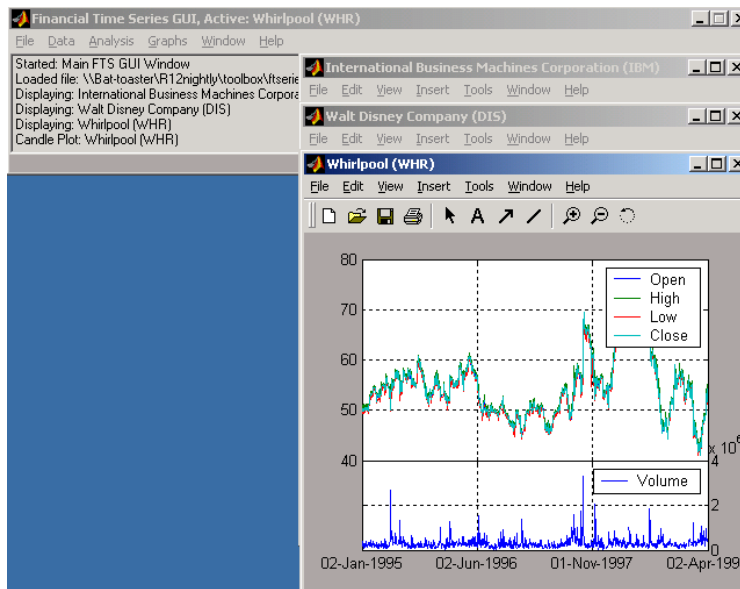 Financial Time Series GUI, Active: Whirlpool (WHR)
File Data Analysis Graphs Window Help
Started: Main FTS GUI Window
Loaded file: \\Bat-toaster\R12nightly\toolbox\ftserie
Displaying: International Business Machines Corpora
Displaying: Walt Disney Company (DIS)
Displaying: Whirlpool (WHR)
Candle Plot: Whirlpool (WHR)
International Business Machines Corporation (IBM)
File Edit View Insert Tools Window Help
Walt Disney Company (DIS)
File Edit View Insert Tools Window Help
Whirlpool (WHR)
File Edit View Insert Tools Window Help
A
80
70
60
50
40
Open
High
Low
Close
x 10^6
4
2
0
Volume
02-Jan-1995 02-Jun-1996 01-Nov-1997 02-Apr-199